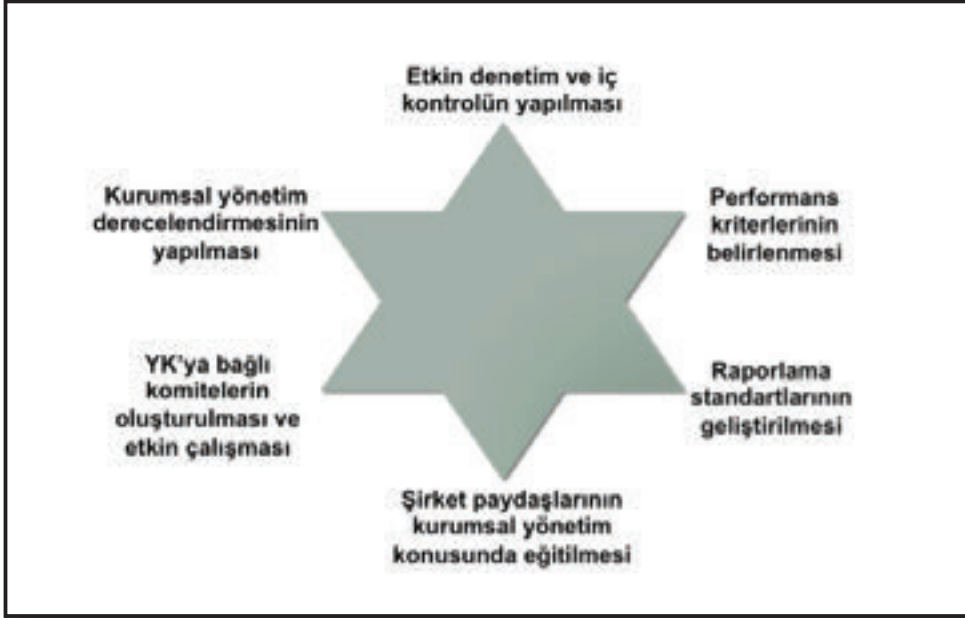 Etkin denetim ve iç
kontrolün yapılması
Kurumsal yönetim
derecelendirmesinin
yapılması
Performans
kriterlerinin
belirlenmesi
YK'ya bağlı
komitelerin
oluşturulması ve
etkin çalışması
Raporlama
standartlarının
geliştirilmesi
Şirket paydaşlarının
kurumsal yönetim
konusunda eğitilmesi